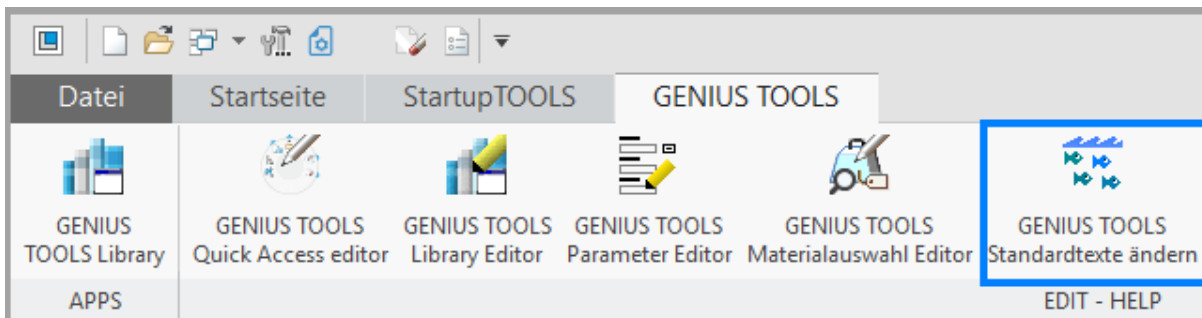 Datei Startseite StartupTOOLS GENIUS TOOLS
GENIUS
TOOLS Library
GENIUS TOOLS
Quick Access editor
GENIUS TOOLS
Library Editor
GENIUS TOOLS
Parameter Editor
GENIUS TOOLS
Materialauswahl Editor
GENIUS TOOLS
Standardtexte ändern
APPS
EDIT - HELP